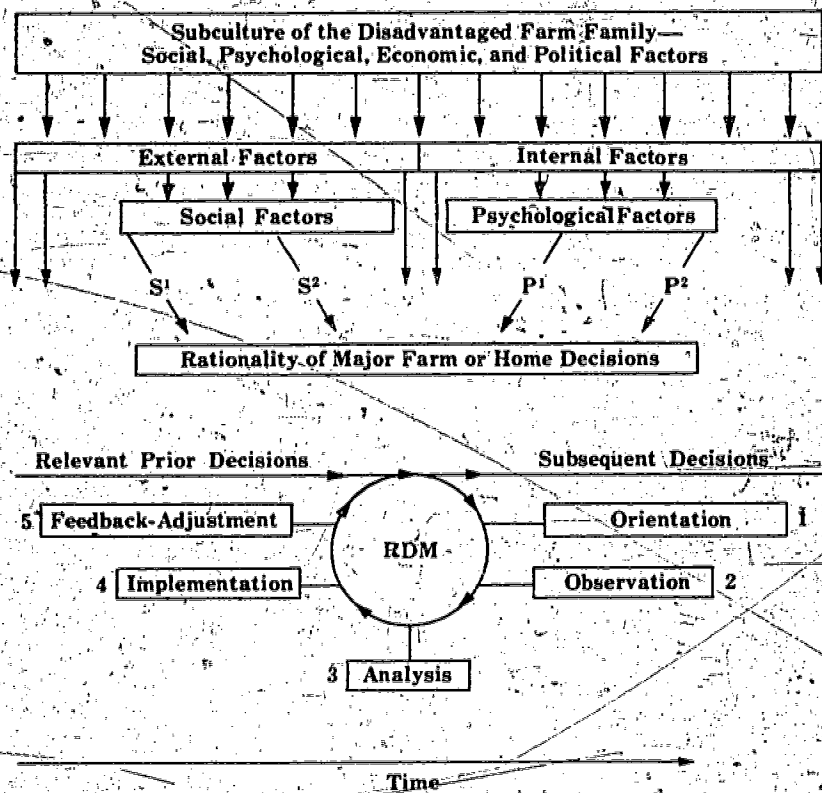 Subculture of the Disadvantaged Farm Family—
Social, Psychological, Economic, and Political Factors
External Factors
Internal Factors
Social Factors
Psychological Factors
S¹
S²
P¹
P²
Rationality of Major Farm or Home Decisions
Relevant Prior Decisions
Subsequent Decisions
5 Feedback-Adjustment
Orientation 1
RDM
4 Implementation
Observation 2
3 Analysis
Time